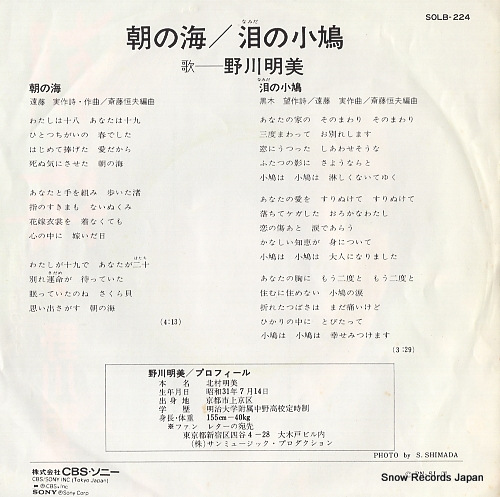 SOLB-224
朝の海／泪の小鳩
なみだ
歌──野川明美
朝の海
遠藤 実作詩・作曲／斎藤恒夫編曲
わたしは十八 あなたは十九
ひとつちがいの 春でした
はじめて捧げた 愛だから
死ぬ気にさせた 朝の海
あなたと手を組み 歩いた渚
指のすきまも ないぬくみ
花嫁衣裳を 着なくても
心の中に 嫁いだ日
わたしが十九で あなたが二十
はたち
別れ運命が 待っていた
さだめ
眠っていたのね さくら貝
思い出さがす 朝の海
(4:13)
泪の小鳩
なみだ
黒木 望作詩／遠藤 実作曲／斎藤恒夫編曲
あなたの家の そのまわり そのまわり
三度まわって お別れします
窓にうつった しあわせそうな
ふたつの影に さようならと
小鳩は 小鳩は 淋しくないてゆく
あなたの愛を すりぬけて すりぬけて
落ちてケガした おろかなわたし
恋の傷あと 涙であらう
かなしい知恵が 身について
小鳩は 小鳩は 大人になりました
あなたの胸に もう二度と もう二度と
住むに住めない 小鳩の涙
折れたつばさは まだ痛いけど
ひかりの中に とびたって
小鳩は 小鳩は 幸せみつけます
(3:29)
野川明美／プロフィール
本名 北村明美
生年月日 昭和31年7月14日
出身地 京都市上京区
学歴 明治大学附属中野高校定時制
身長・体重 155cm―40kg
※ファン レターの宛先
東京都新宿区四谷4－28 大木戸ビル内
(株)サンミュージック・プロダクション
PHOTO by S. SHIMADA
株式会社CBS・ソニー
CBS/SONY INC (Tokyo Japan)
®CBS, Inc
SONY ®Sony Corp
Snow Records Japan